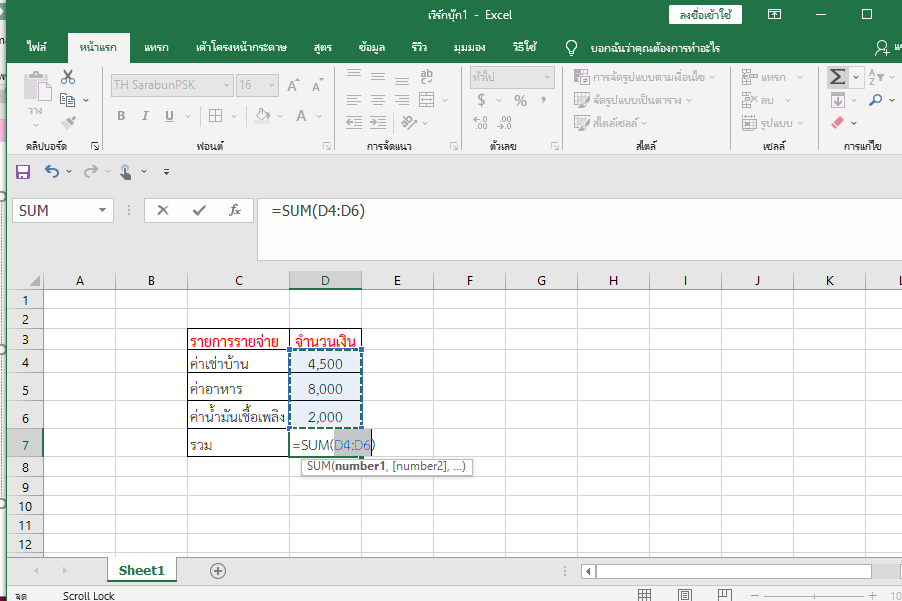 เวิร์กบุ๊ก1 - Excel
ลงชื่อเข้าใช้
ไฟล์ หน้าแรก แทรก เค้าโครงหน้ากระดาษ สูตร ข้อมูล รีวิว มุมมอง วิธีใช้ บอกฉันว่าคุณต้องการทำอะไร
วาง
คลิปบอร์ด
TH SarabunPSK 16
B I U
ฟอนต์
ab
การจัดแนว
ทั่วไป
$ % ,
ตัวเลข
การจัดรูปแบบตามเงื่อนไข
จัดรูปแบบเป็นตาราง
สไตล์เซลล์
สไตล์
แทรก
ลบ
รูปแบบ
เซลล์
การแก้ไข
SUM fx =SUM(D4:D6)
A B C D E F G H I J K L
1
2
3 รายการรายจ่าย จำนวนเงิน
4 ค่าเช่าบ้าน 4,500
5 ค่าอาหาร 8,000
6 ค่าน้ำมันเชื้อเพลิง 2,000
7 รวม =SUM(D4:D6)
8 SUM(number1, [number2], ...)
9
10
11
12
Sheet1
จุด Scroll Lock 10